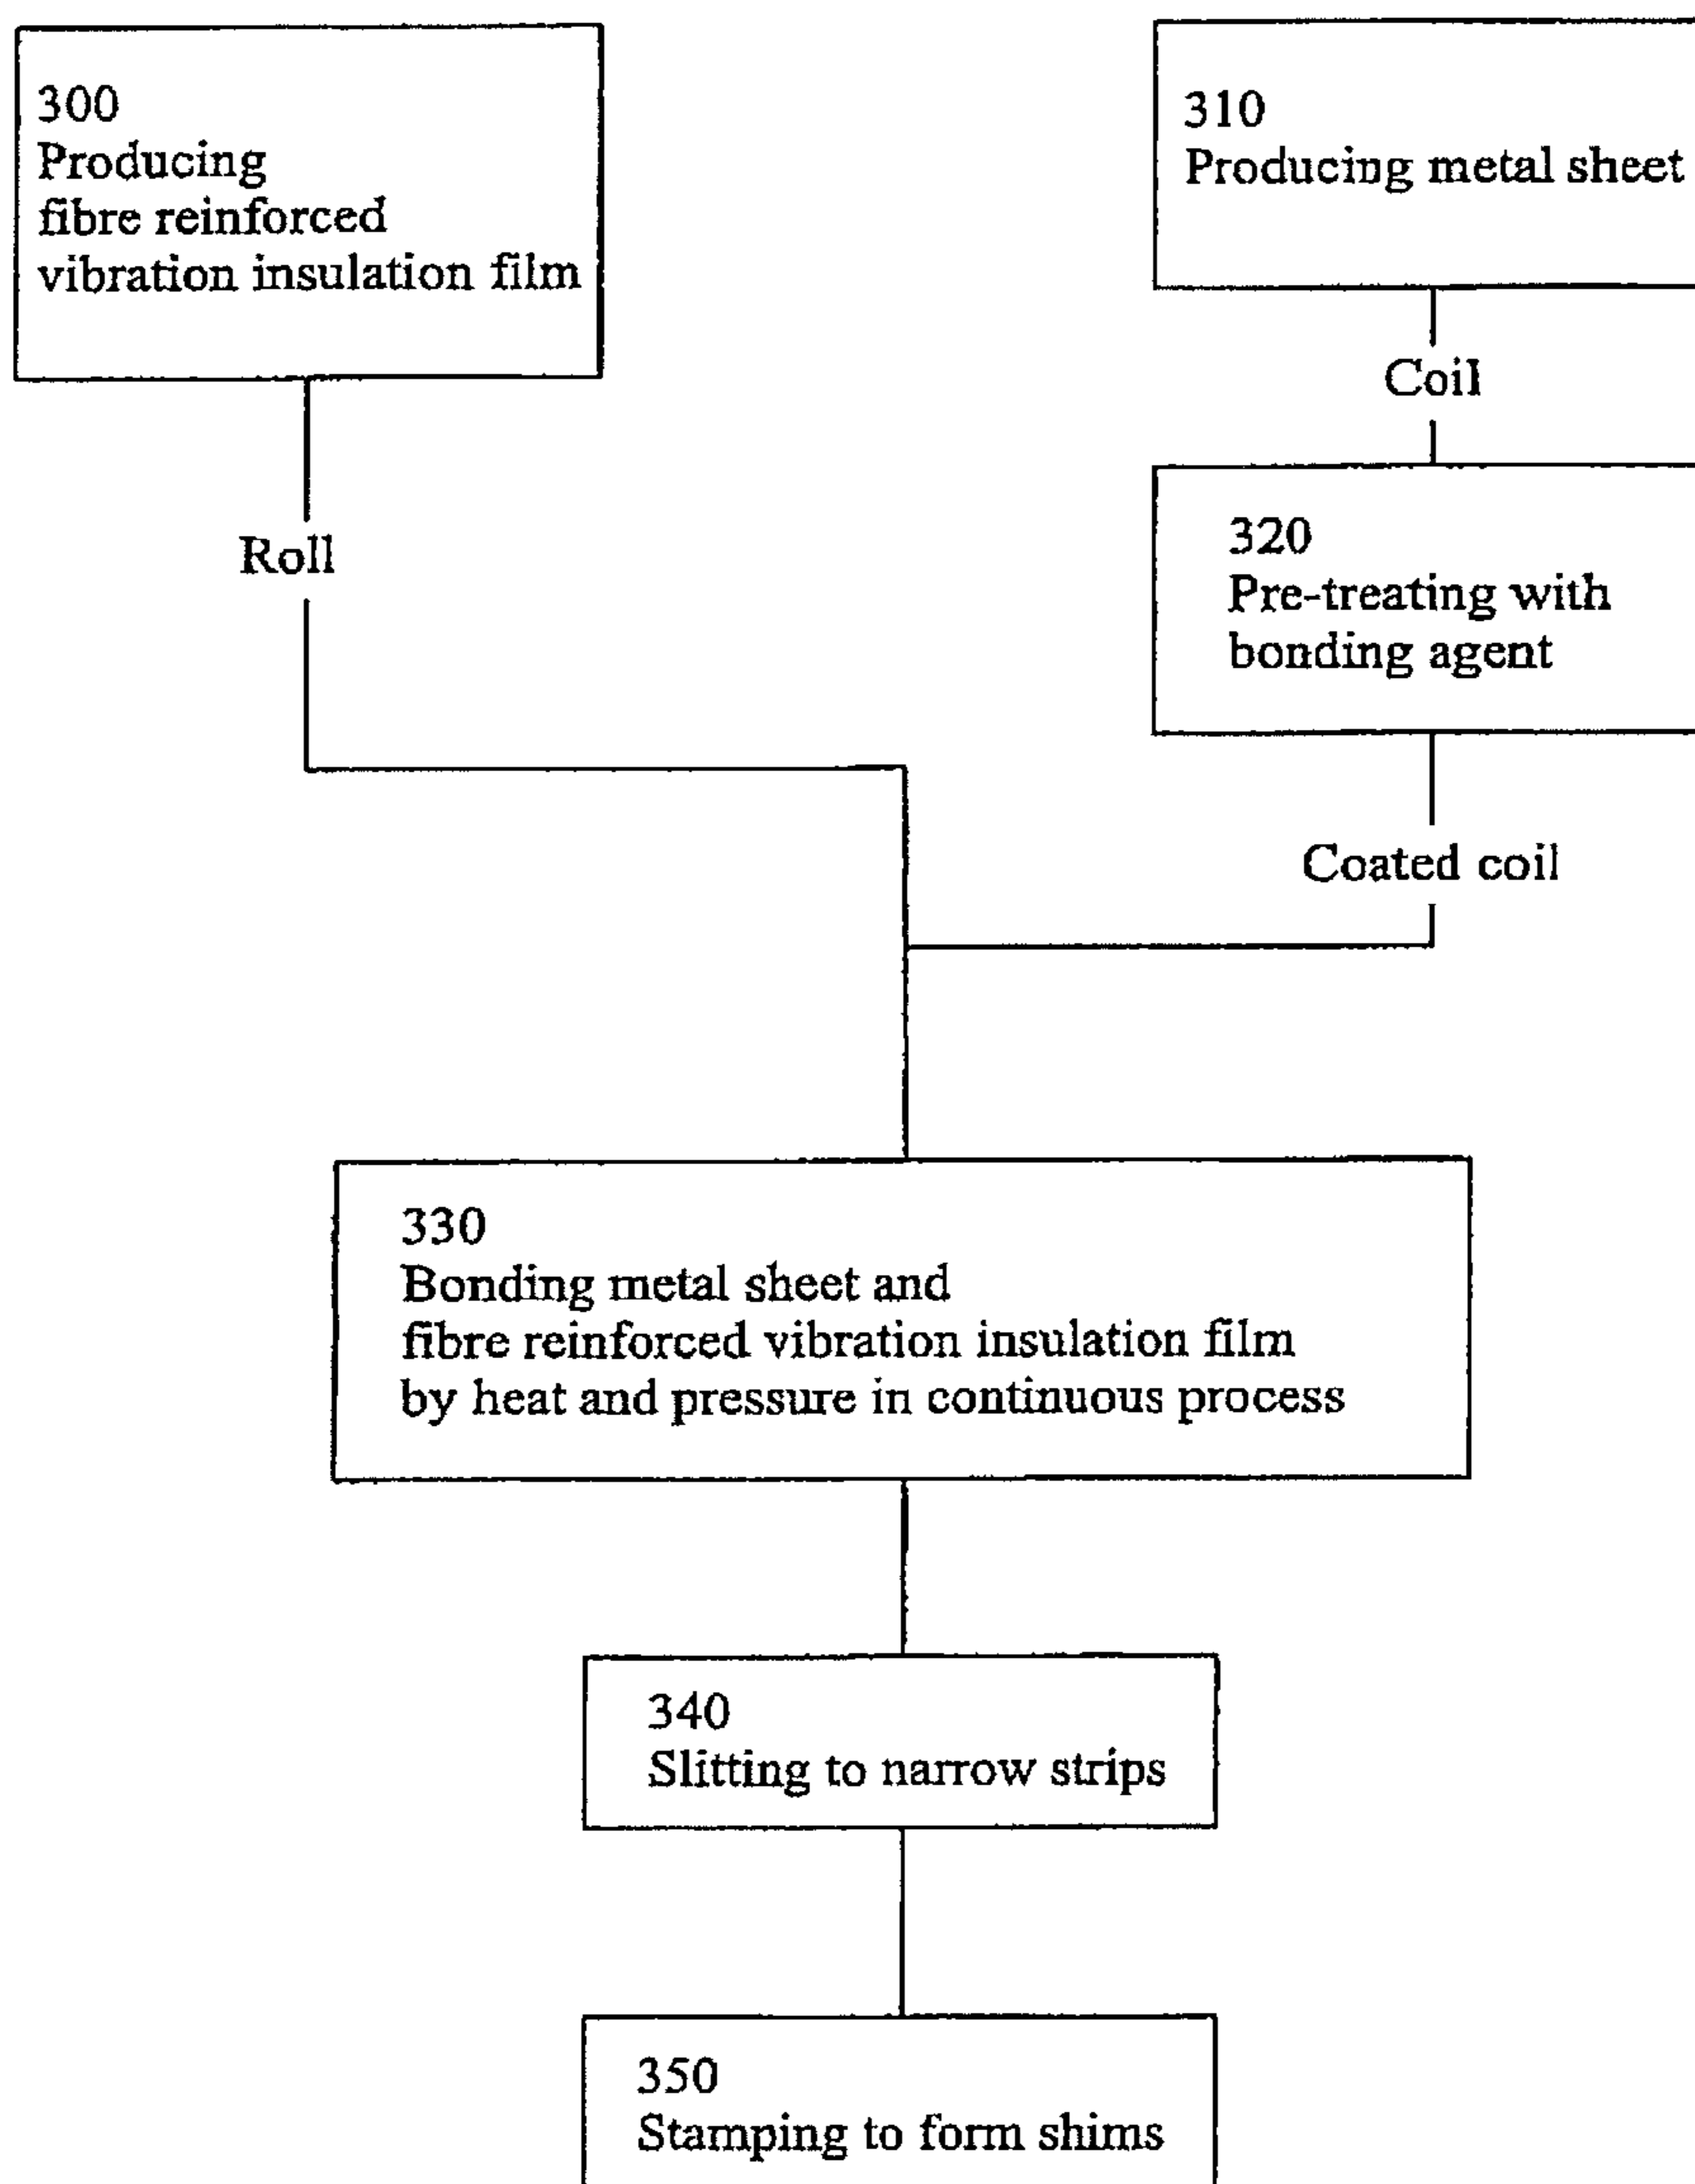 300
Producing
fibre reinforced
vibration insulation film
310
Producing metal sheet
Coil
Roll
320
Pre-treating with
bonding agent
Coated coil
330
Bonding metal sheet and
fibre reinforced vibration insulation film
by heat and pressure in continuous process
340
Slitting to narrow strips
350
Stamping to form shims